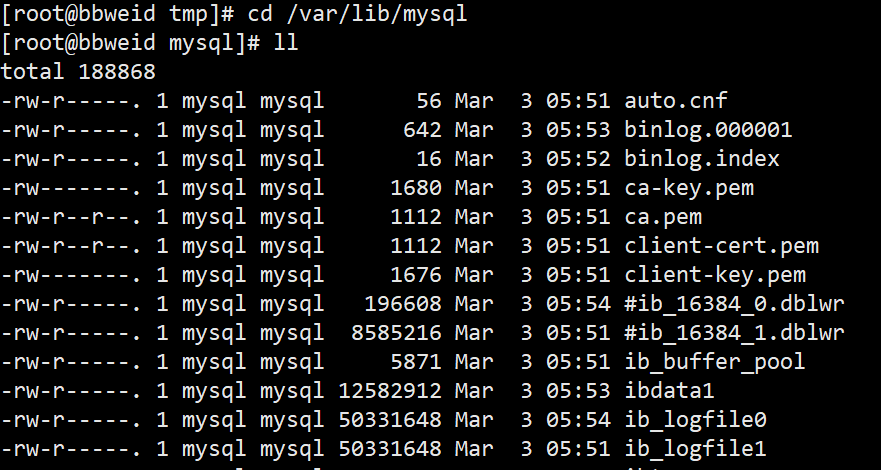 [root@bbweid tmp]# cd /var/lib/mysql
[root@bbweid mysql]# ll
total 188868
-rw-r-----. 1 mysql mysql       56 Mar  3 05:51 auto.cnf
-rw-r-----. 1 mysql mysql      642 Mar  3 05:53 binlog.000001
-rw-r-----. 1 mysql mysql       16 Mar  3 05:52 binlog.index
-rw-------. 1 mysql mysql     1680 Mar  3 05:51 ca-key.pem
-rw-r--r--. 1 mysql mysql     1112 Mar  3 05:51 ca.pem
-rw-r--r--. 1 mysql mysql     1112 Mar  3 05:51 client-cert.pem
-rw-------. 1 mysql mysql     1676 Mar  3 05:51 client-key.pem
-rw-r-----. 1 mysql mysql   196608 Mar  3 05:54 #ib_16384_0.dblwr
-rw-r-----. 1 mysql mysql  8585216 Mar  3 05:51 #ib_16384_1.dblwr
-rw-r-----. 1 mysql mysql     5871 Mar  3 05:51 ib_buffer_pool
-rw-r-----. 1 mysql mysql 12582912 Mar  3 05:53 ibdata1
-rw-r-----. 1 mysql mysql 50331648 Mar  3 05:54 ib_logfile0
-rw-r-----. 1 mysql mysql 50331648 Mar  3 05:51 ib_logfile1